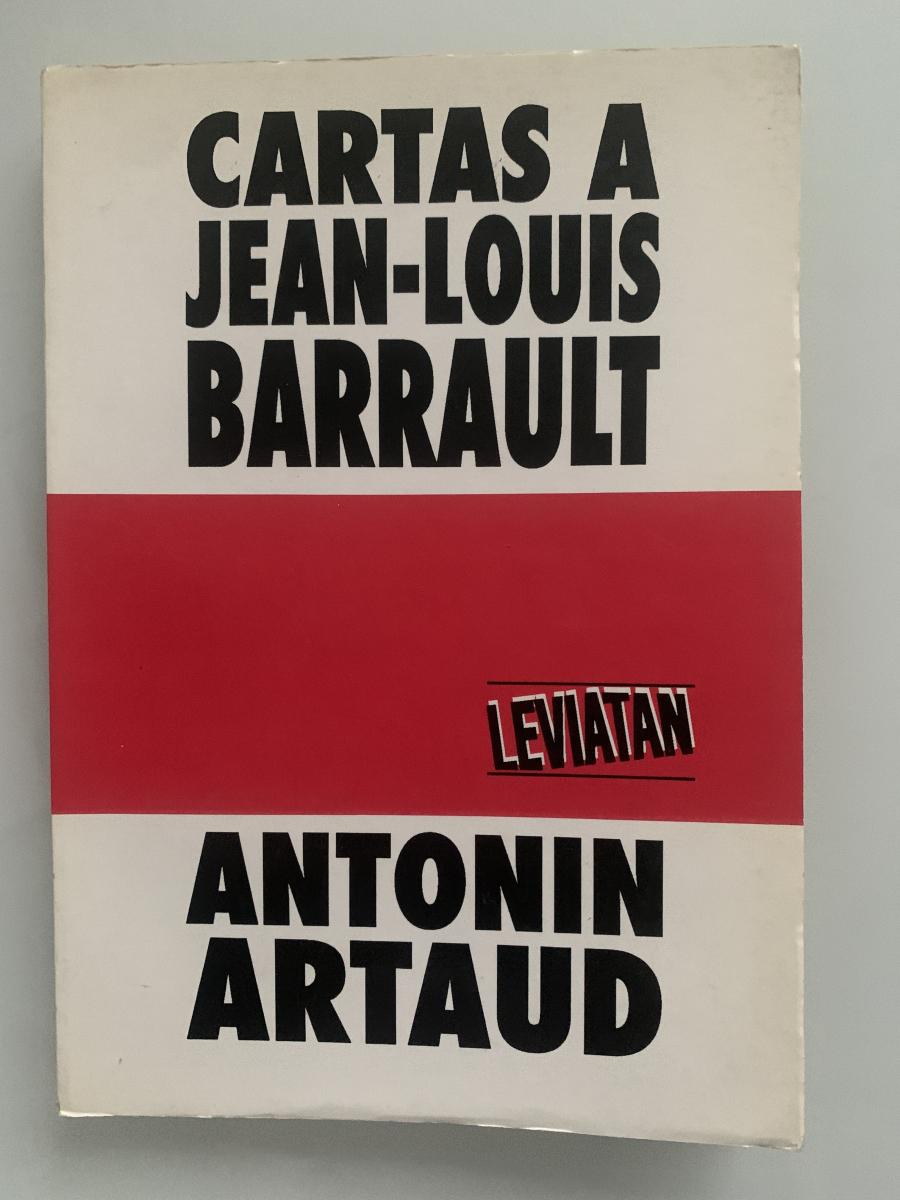 CARTAS A
JEAN-LOUIS
BARRAULT
LEVIATAN
ANTONIN
ARTAUD